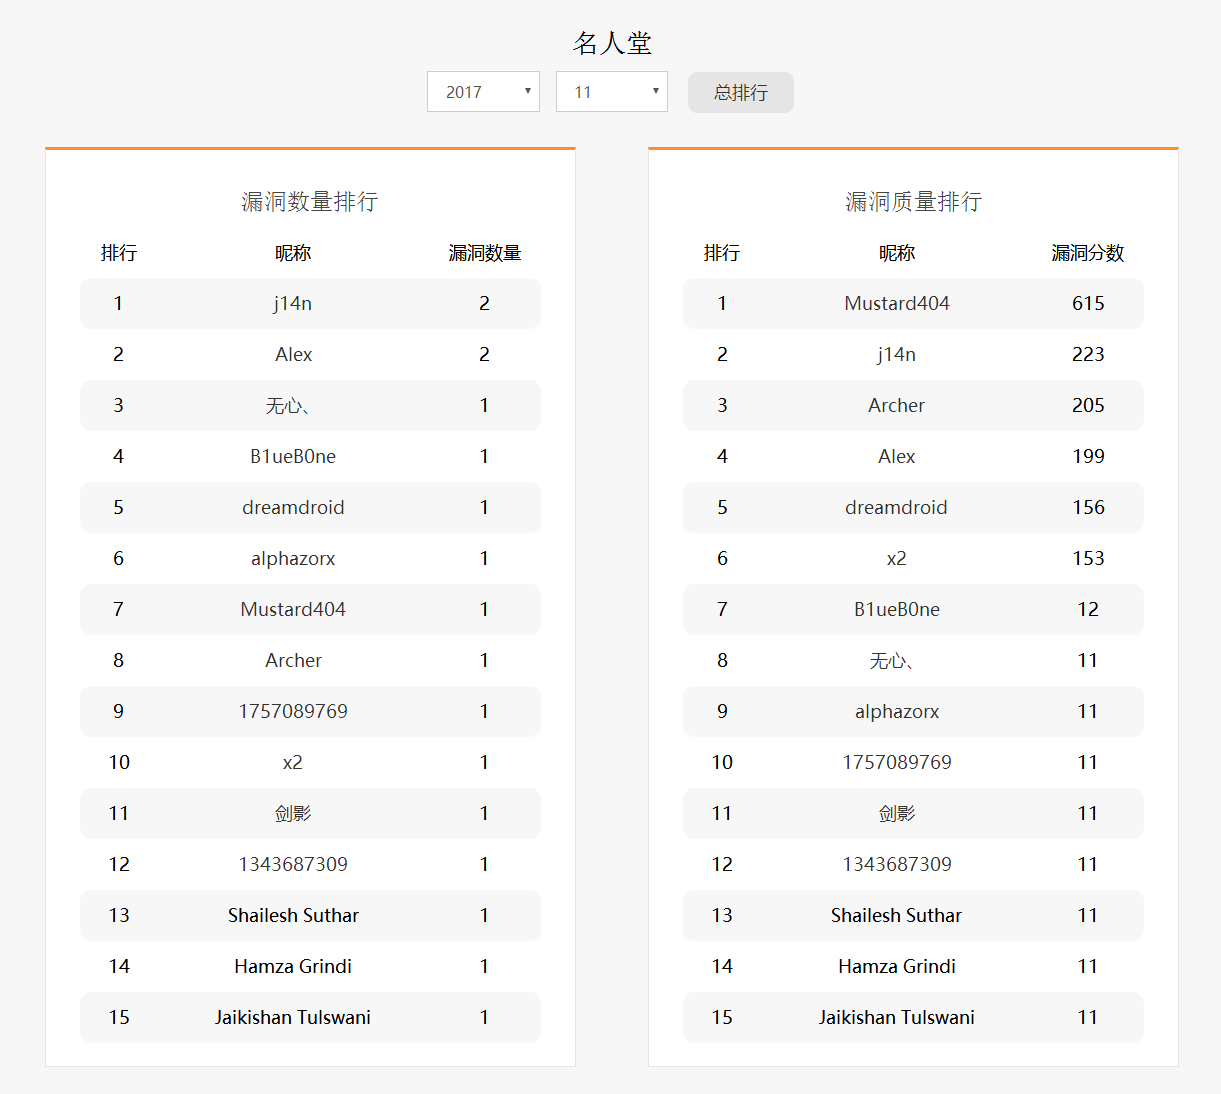 名人堂
2017 11 总排行
漏洞数量排行
排行 昵称 漏洞数量
1 j14n 2
2 Alex 2
3 无心、 1
4 B1ueB0ne 1
5 dreamdroid 1
6 alphazorx 1
7 Mustard404 1
8 Archer 1
9 1757089769 1
10 x2 1
11 剑影 1
12 1343687309 1
13 Shailesh Suthar 1
14 Hamza Grindi 1
15 Jaikishan Tulswani 1
漏洞质量排行
排行 昵称 漏洞分数
1 Mustard404 615
2 j14n 223
3 Archer 205
4 Alex 199
5 dreamdroid 156
6 x2 153
7 B1ueB0ne 12
8 无心、 11
9 alphazorx 11
10 1757089769 11
11 剑影 11
12 1343687309 11
13 Shailesh Suthar 11
14 Hamza Grindi 11
15 Jaikishan Tulswani 11